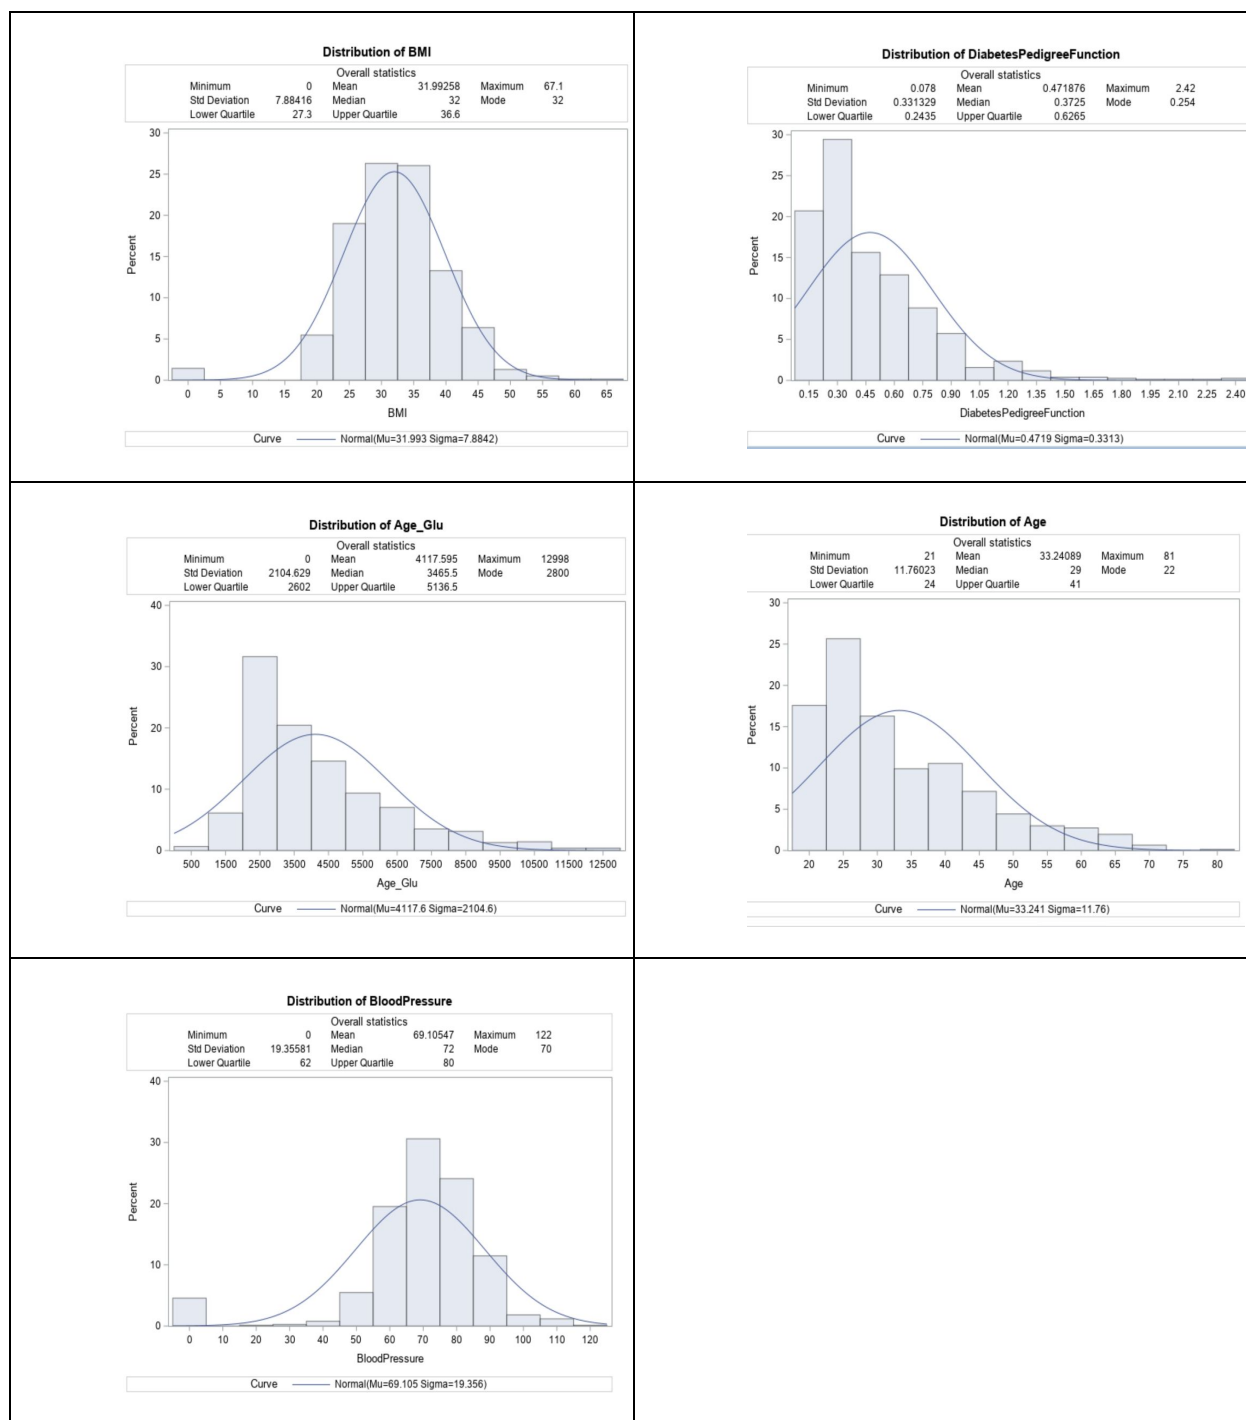 Distribution of BMI
Overall statistics
Minimum 0 Mean 31.99258 Maximum 67.1
Std Deviation 7.88416 Median 32 Mode 32
Lower Quartile 27.3 Upper Quartile 36.6
30
25
20
15
10
5
0
Percent
0 5 10 15 20 25 30 35 40 45 50 55 60 65
BMI
Curve Normal(Mu=31.993 Sigma=7.8842)
Distribution of DiabetesPedigreeFunction
Overall statistics
Minimum 0.078 Mean 0.471876 Maximum 2.42
Std Deviation 0.331329 Median 0.3725 Mode 0.254
Lower Quartile 0.2435 Upper Quartile 0.6265
30
25
20
15
10
5
0
Percent
0.15 0.30 0.45 0.60 0.75 0.90 1.05 1.20 1.35 1.50 1.65 1.80 1.95 2.10 2.25 2.40
DiabetesPedigreeFunction
Curve Normal(Mu=0.4719 Sigma=0.3313)
Distribution of Age_Glu
Overall statistics
Minimum 0 Mean 4117.595 Maximum 12998
Std Deviation 2104.629 Median 3465.5 Mode 2800
Lower Quartile 2602 Upper Quartile 5136.5
40
30
20
10
0
Percent
500 1500 2500 3500 4500 5500 6500 7500 8500 9500 10500 11500 12500
Age_Glu
Curve Normal(Mu=4117.6 Sigma=2104.6)
Distribution of Age
Overall statistics
Minimum 21 Mean 33.24089 Maximum 81
Std Deviation 11.76023 Median 29 Mode 22
Lower Quartile 24 Upper Quartile 41
30
25
20
15
10
5
0
Percent
20 25 30 35 40 45 50 55 60 65 70 75 80
Age
Curve Normal(Mu=33.241 Sigma=11.76)
Distribution of BloodPressure
Overall statistics
Minimum 0 Mean 69.10547 Maximum 122
Std Deviation 19.35581 Median 72 Mode 70
Lower Quartile 62 Upper Quartile 80
40
30
20
10
0
Percent
0 10 20 30 40 50 60 70 80 90 100 110 120
BloodPressure
Curve Normal(Mu=69.105 Sigma=19.356)